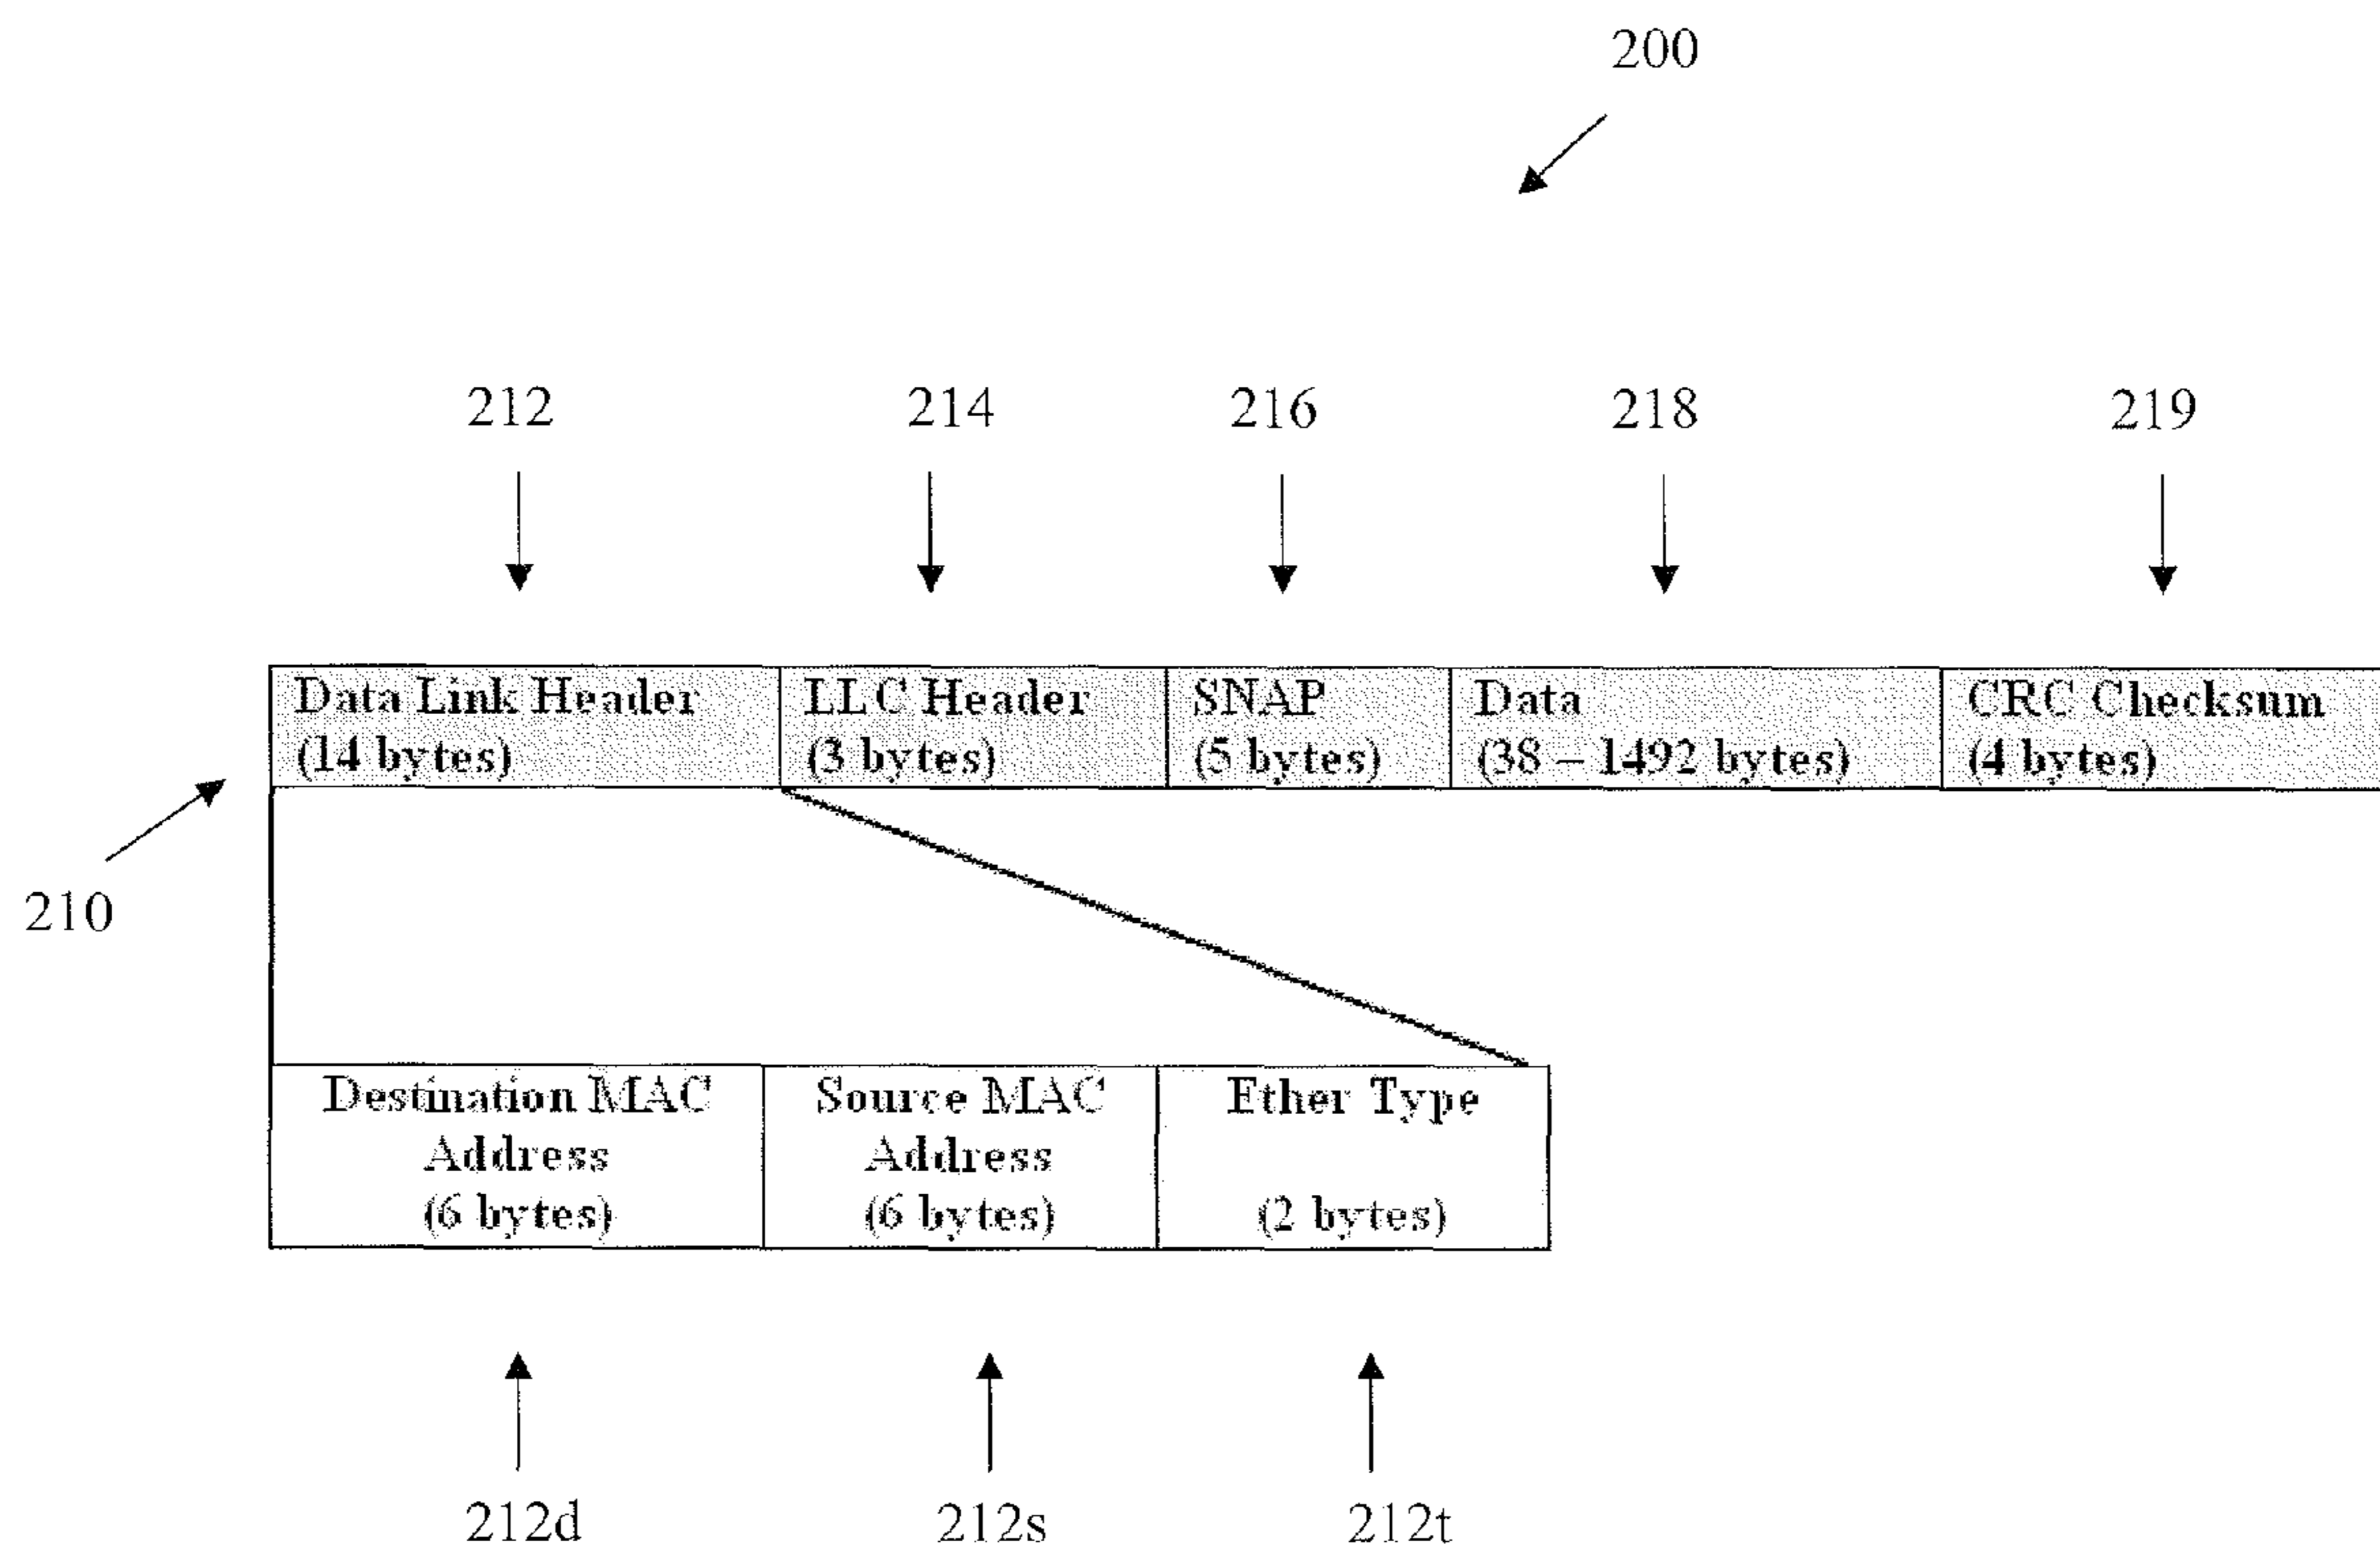 200
212
214
216
218
219
Data Link Header
(14 bytes)
LLC Header
(3 bytes)
SNAP
(5 bytes)
Data
(38 – 1492 bytes)
CRC Checksum
(4 bytes)
210
Destination MAC
Address
(6 bytes)
Source MAC
Address
(6 bytes)
Ether Type
(2 bytes)
212d
212s
212t